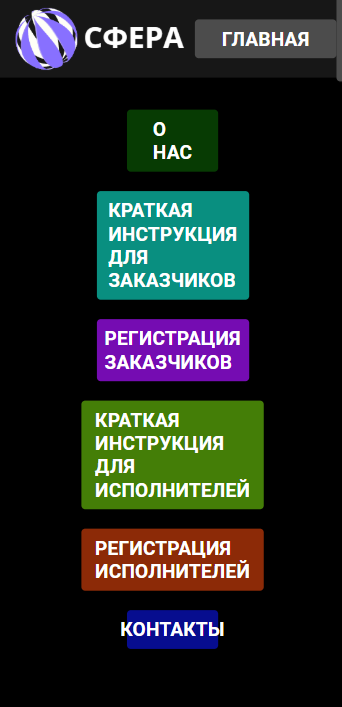 СФЕРА
ГЛАВНАЯ
О
НАС
КРАТКАЯ
ИНСТРУКЦИЯ
ДЛЯ
ЗАКАЗЧИКОВ
РЕГИСТРАЦИЯ
ЗАКАЗЧИКОВ
КРАТКАЯ
ИНСТРУКЦИЯ
ДЛЯ
ИСПОЛНИТЕЛЕЙ
РЕГИСТРАЦИЯ
ИСПОЛНИТЕЛЕЙ
КОНТАКТЫ